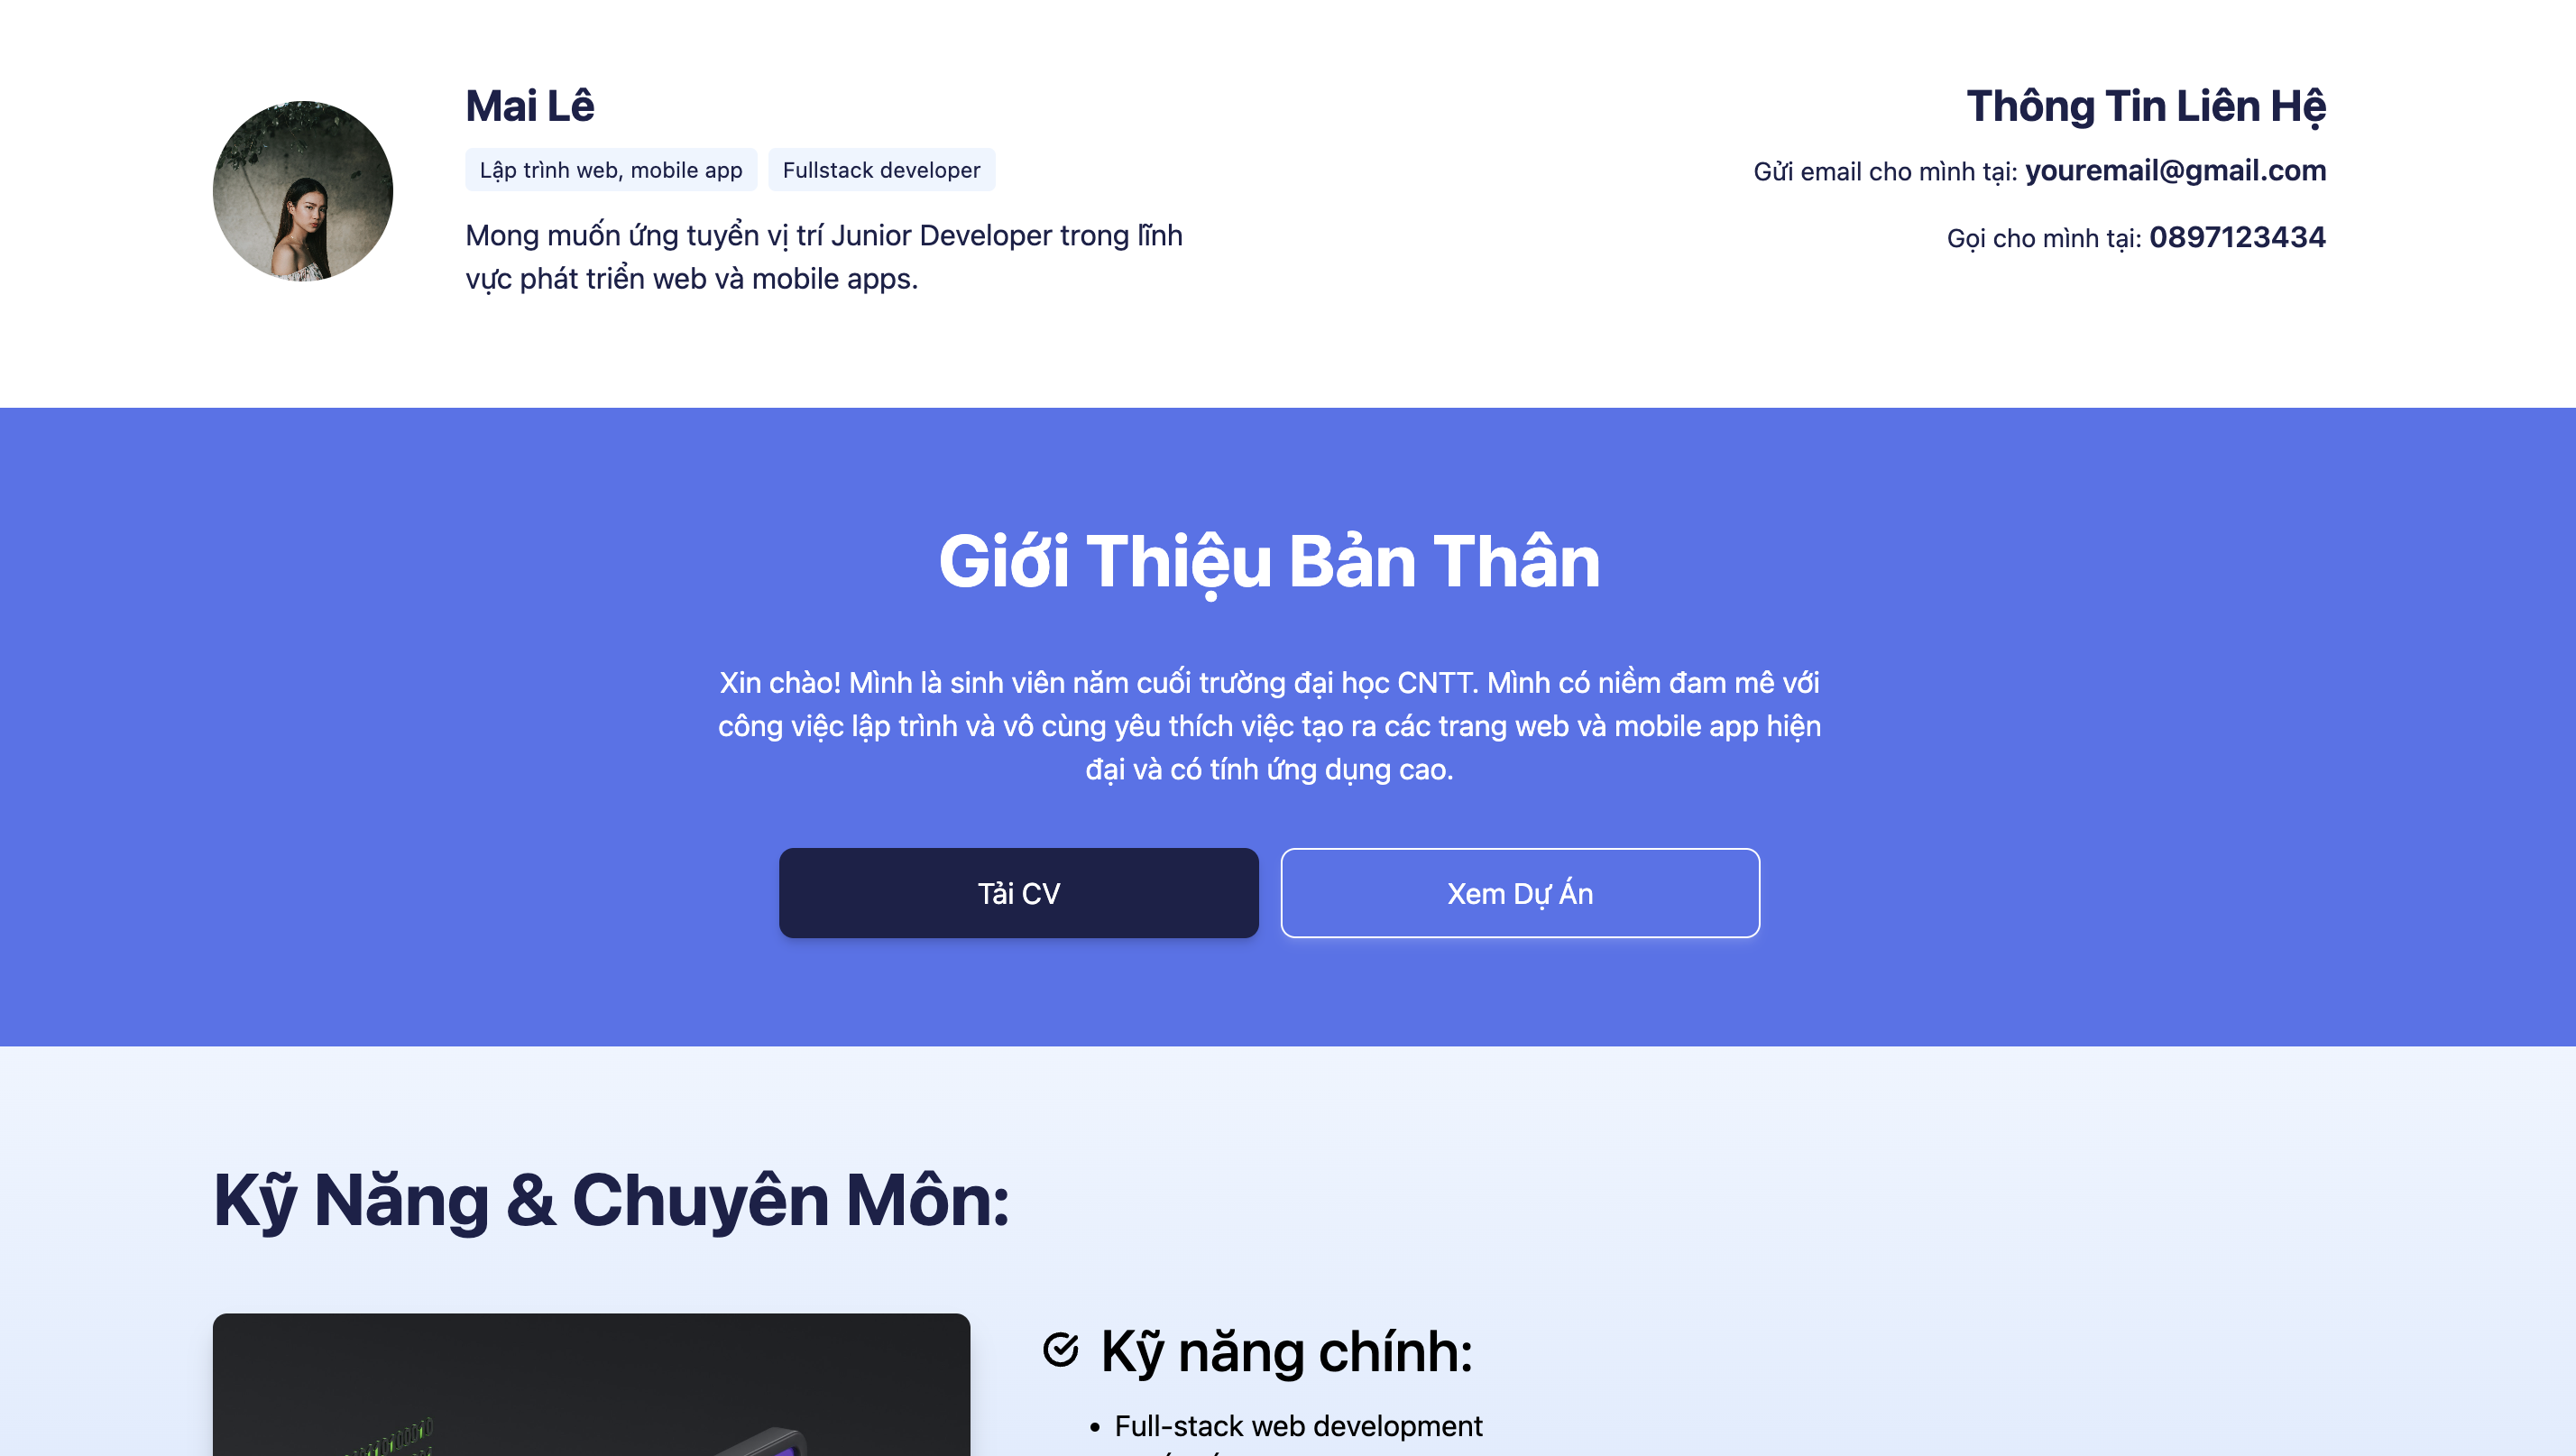 Mai Lê
Lập trình web, mobile app
Fullstack developer
Mong muốn ứng tuyển vị trí Junior Developer trong lĩnh
vực phát triển web và mobile apps.
Thông Tin Liên Hệ
Gửi email cho mình tại: youremail@gmail.com
Gọi cho mình tại: 0897123434
Giới Thiệu Bản Thân
Xin chào! Mình là sinh viên năm cuối trường đại học CNTT. Mình có niềm đam mê với
công việc lập trình và vô cùng yêu thích việc tạo ra các trang web và mobile app hiện
đại và có tính ứng dụng cao.
Tải CV
Xem Dự Án
Kỹ Năng & Chuyên Môn:
Kỹ năng chính:
• Full-stack web development